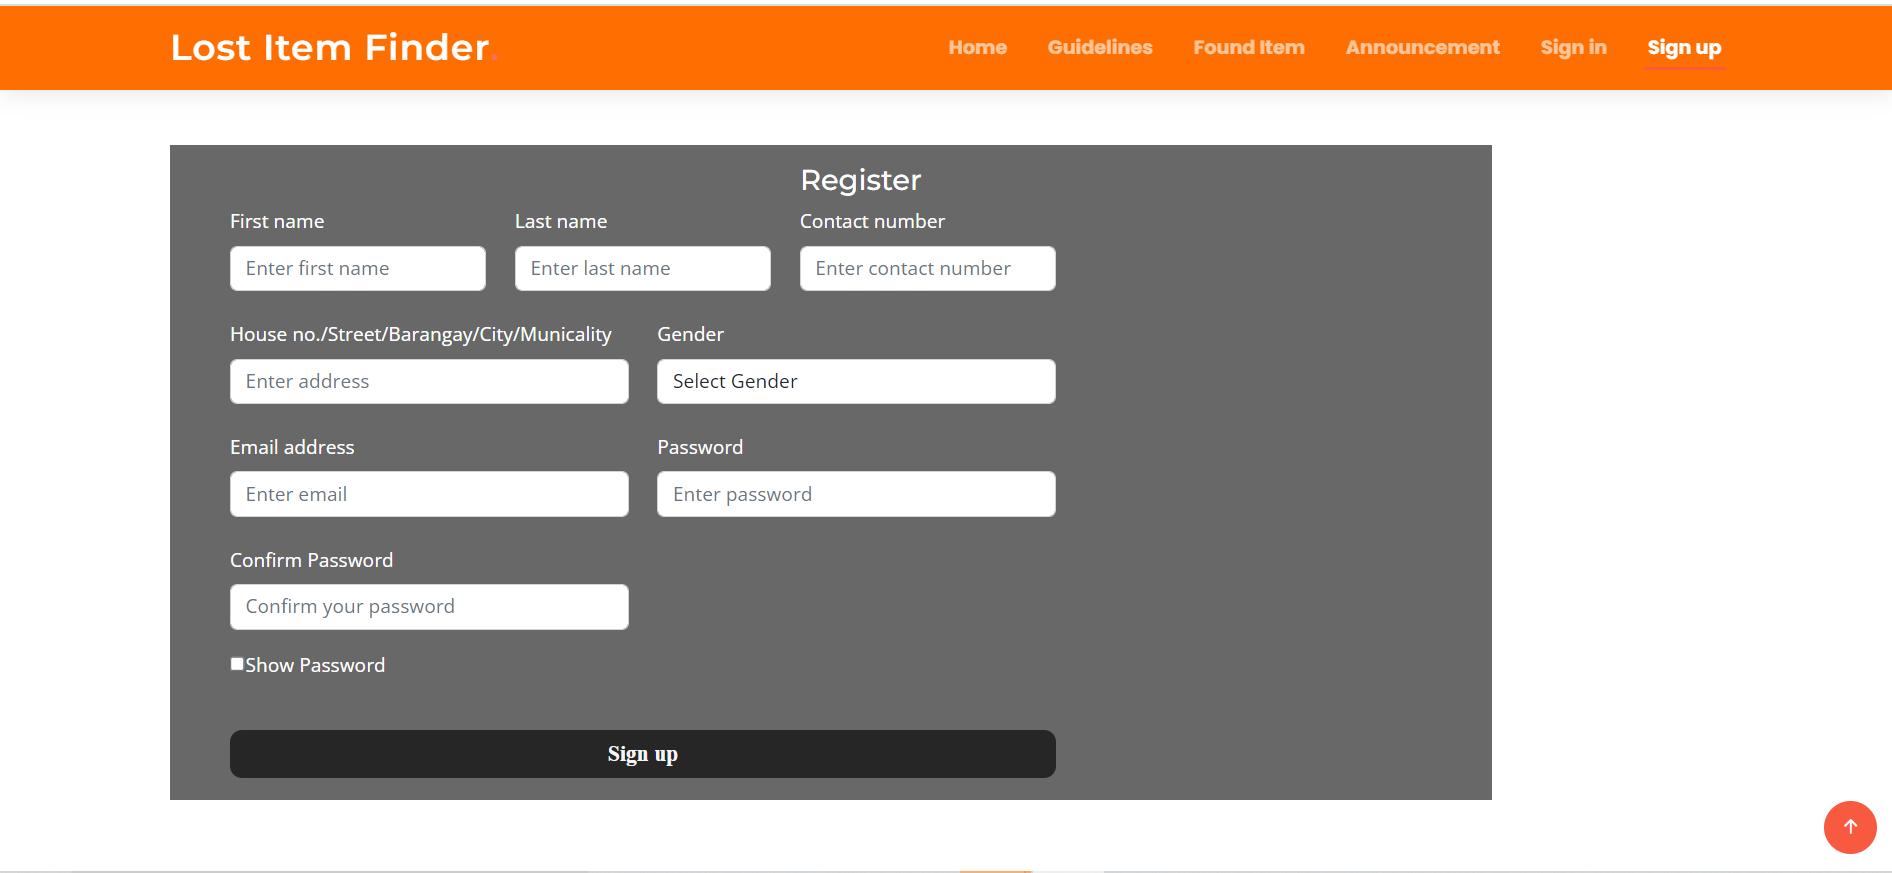 Lost Item Finder.
Home Guidelines Found Item Announcement Sign in Sign up
Register
First name Last name Contact number
Enter first name Enter last name Enter contact number
House no./Street/Barangay/City/Municality Gender
Enter address Select Gender
Email address Password
Enter email Enter password
Confirm Password
Confirm your password
Show Password
Sign up